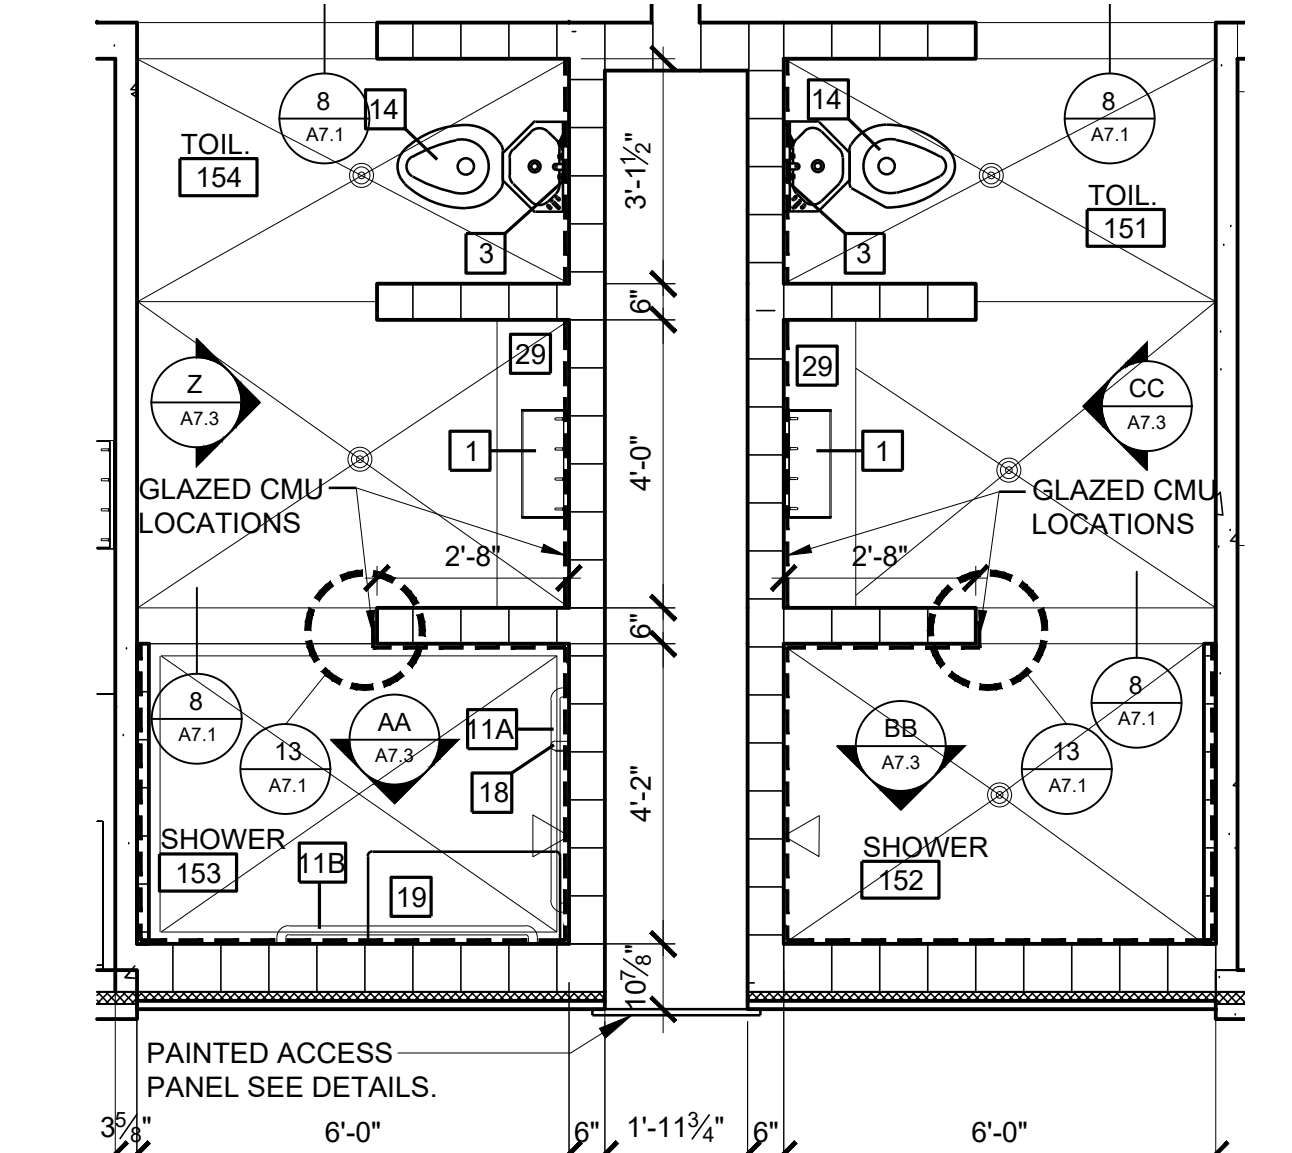 8
A7.1
14
TOIL.
154
3
3'-1½"
14
8
A7.1
TOIL.
151
3
6"
29
29
Z
A7.3
1
4'-0"
1
CC
A7.3
GLAZED CMU
LOCATIONS
GLAZED CMU
LOCATIONS
2'-8"
2'-8"
6"
8
A7.1
13
A7.1
AA
A7.3
11A
18
4'-2"
BB
A7.3
13
A7.1
8
A7.1
SHOWER
153
11B
19
SHOWER
152
10⅞"
PAINTED ACCESS
PANEL SEE DETAILS.
3⅝"
6'-0"
6"
1'-11¾"
6"
6'-0"